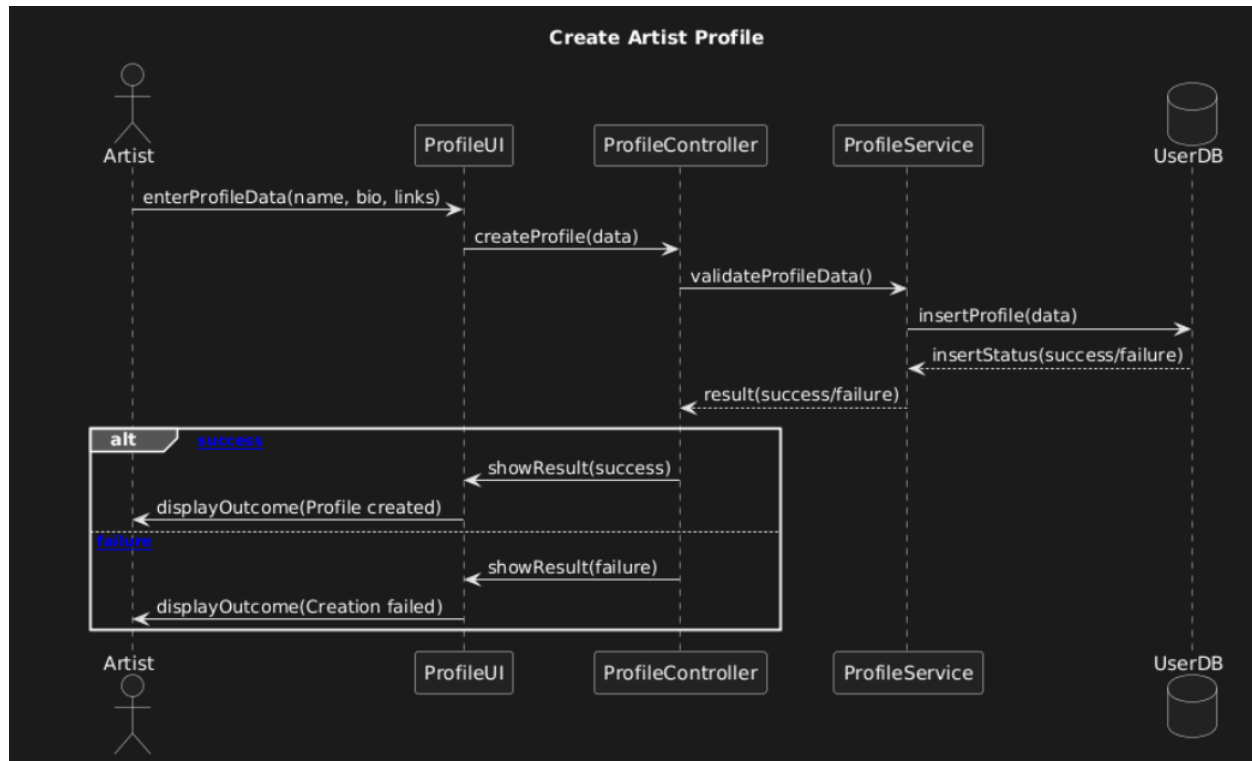 Create Artist Profile
Artist
ProfileUI
ProfileController
ProfileService
UserDB
enterProfileData(name, bio, links)
createProfile(data)
validateProfileData()
insertProfile(data)
insertStatus(success/failure)
result(success/failure)
alt
success
showResult(success)
displayOutcome(Profile created)
failure
showResult(failure)
displayOutcome(Creation failed)
Artist
ProfileUI
ProfileController
ProfileService
UserDB